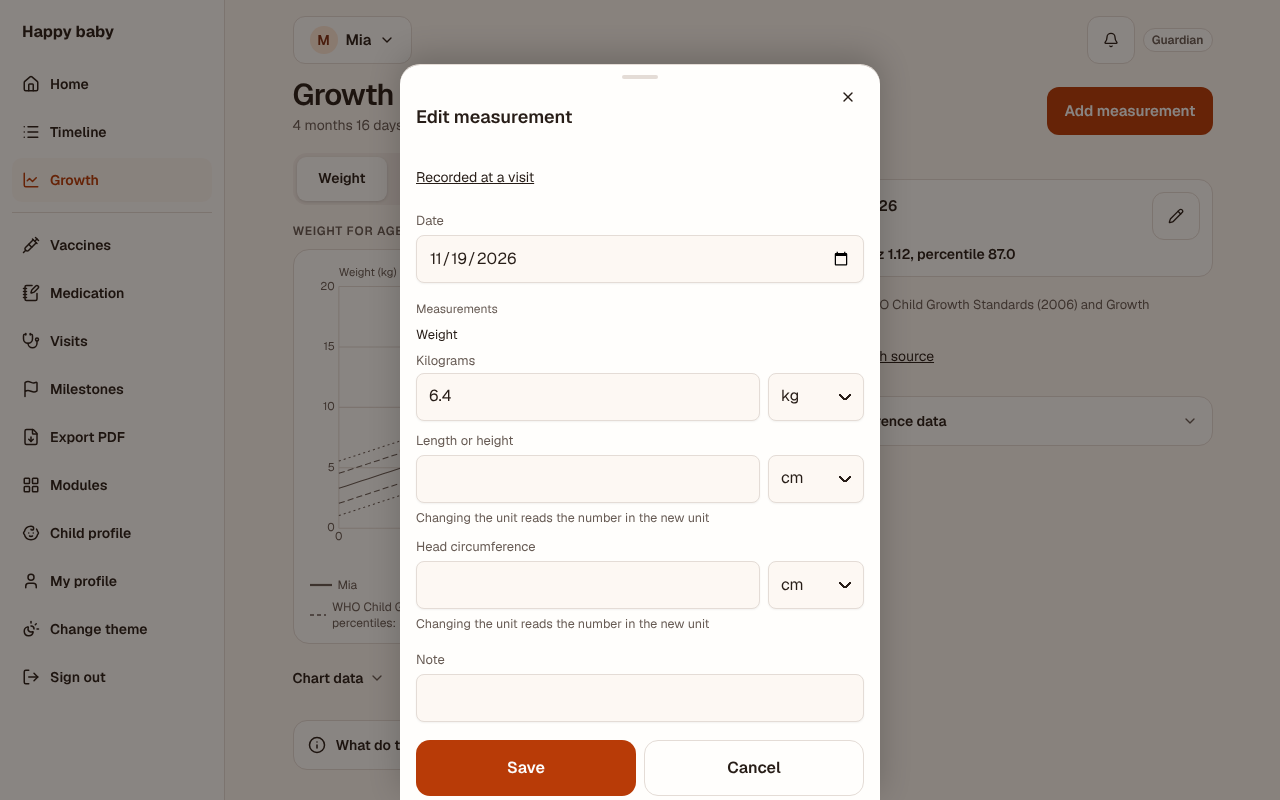 Happy baby
Home
Timeline
Growth
Vaccines
Medication
Visits
Milestones
Export PDF
Modules
Child profile
My profile
Change theme
Sign out
M Mia
Guardian
Growth
4 months 16 days
Add measurement
Weight
WEIGHT FOR AGE
Weight (kg)
20
15
10
5
0
0
Mia
WHO Child G
percentiles:
Chart data
What do t
26
z 1.12, percentile 87.0
O Child Growth Standards (2006) and Growth
h source
rence data
Edit measurement
Recorded at a visit
Date
11/19/2026
Measurements
Weight
Kilograms
6.4 kg
Length or height
cm
Changing the unit reads the number in the new unit
Head circumference
cm
Changing the unit reads the number in the new unit
Note
Save Cancel